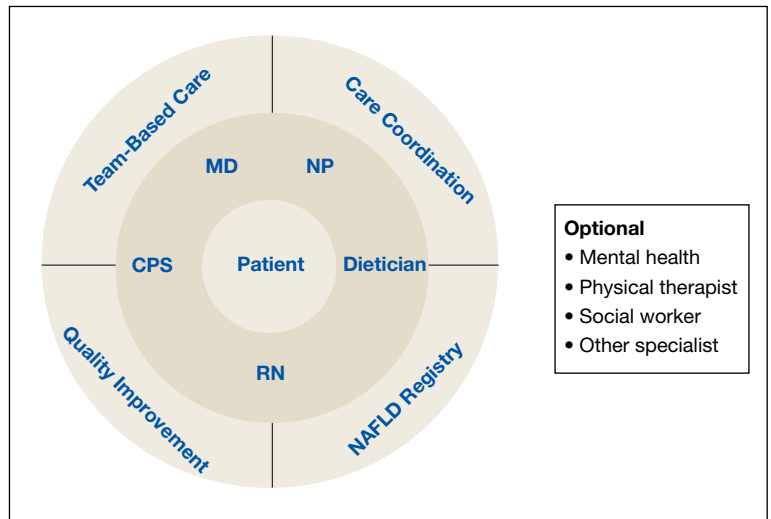 Team-Based Care
Care Coordination
MD
NP
CPS
Patient
Dietician
RN
Quality Improvement
NAFLD Registry
Optional
• Mental health
• Physical therapist
• Social worker
• Other specialist